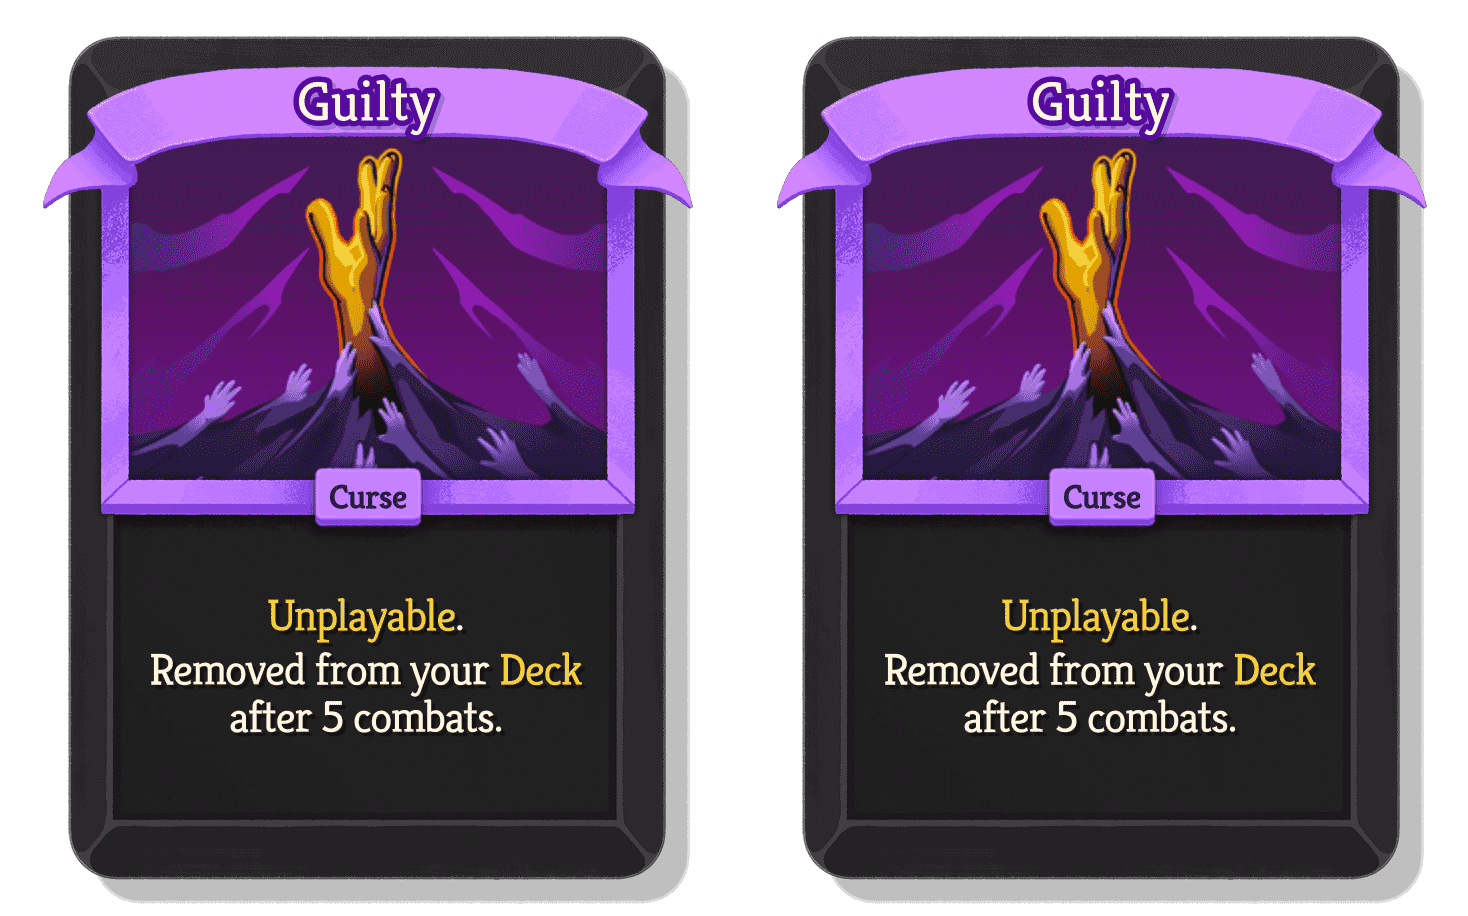 Guilty
Curse
Unplayable.
Removed from your Deck
after 5 combats.
Guilty
Curse
Unplayable.
Removed from your Deck
after 5 combats.